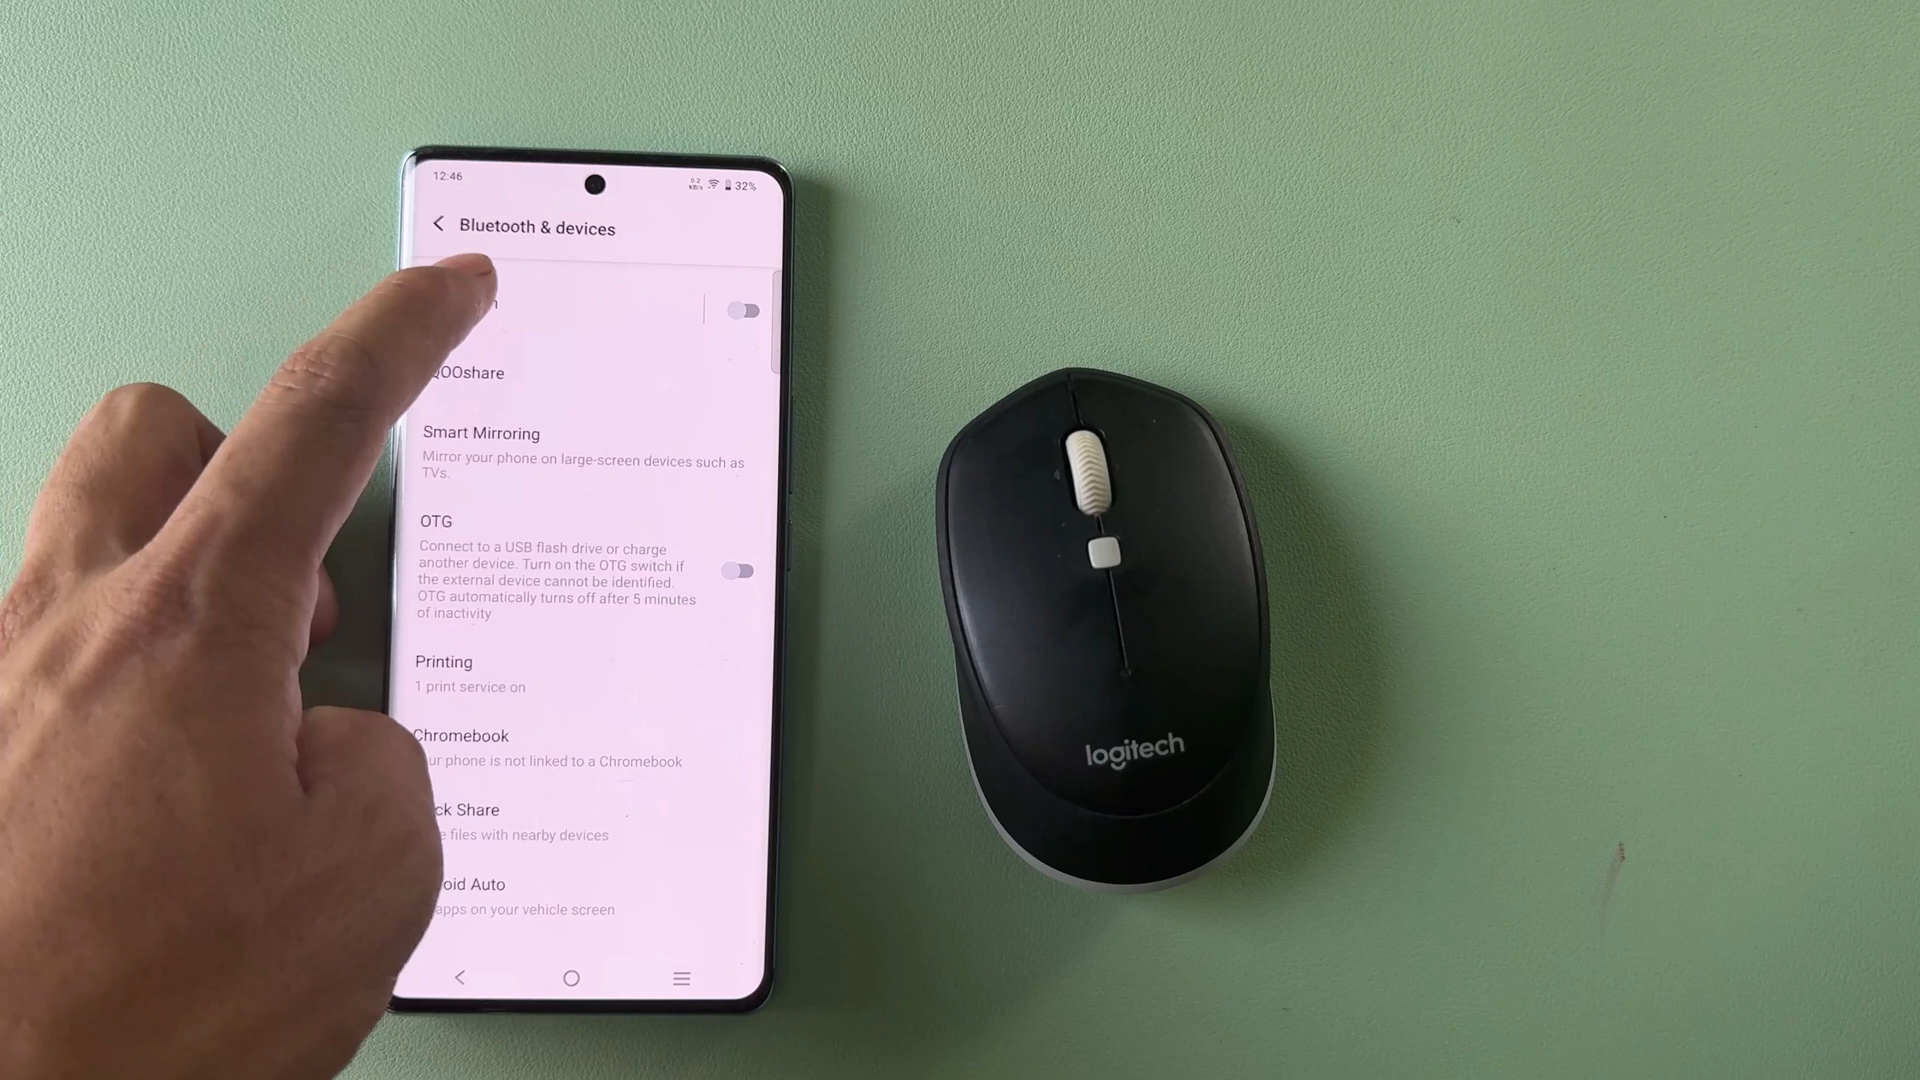 12:46
0.2
KB/s
32%
Bluetooth & devices
OOshare
Smart Mirroring
Mirror your phone on large-screen devices such as
TVs.
OTG
Connect to a USB flash drive or charge
another device. Turn on the OTG switch if
the external device cannot be identified.
OTG automatically turns off after 5 minutes
of inactivity
Printing
1 print service on
Chromebook
ur phone is not linked to a Chromebook
ck Share
e files with nearby devices
oid Auto
apps on your vehicle screen
logitech